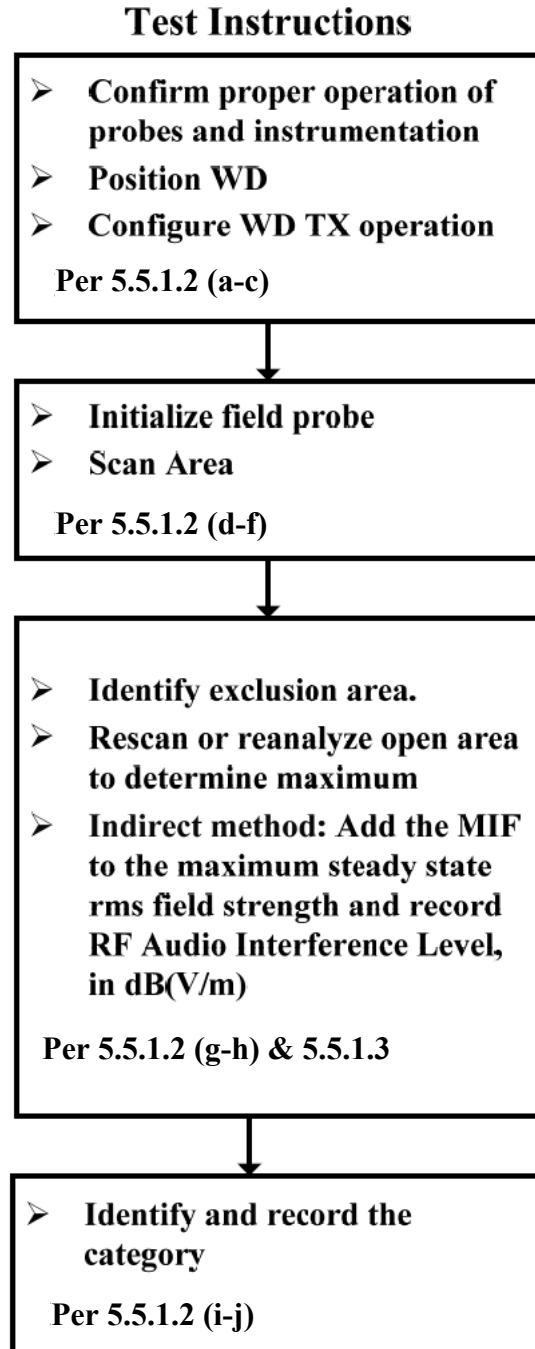 Test Instructions
➢ Confirm proper operation of
probes and instrumentation
➢ Position WD
➢ Configure WD TX operation
Per 5.5.1.2 (a-c)
➢ Initialize field probe
➢ Scan Area
Per 5.5.1.2 (d-f)
➢ Identify exclusion area.
➢ Rescan or reanalyze open area
to determine maximum
➢ Indirect method: Add the MIF
to the maximum steady state
rms field strength and record
RF Audio Interference Level,
in dB(V/m)
Per 5.5.1.2 (g-h) & 5.5.1.3
➢ Identify and record the
category
Per 5.5.1.2 (i-j)